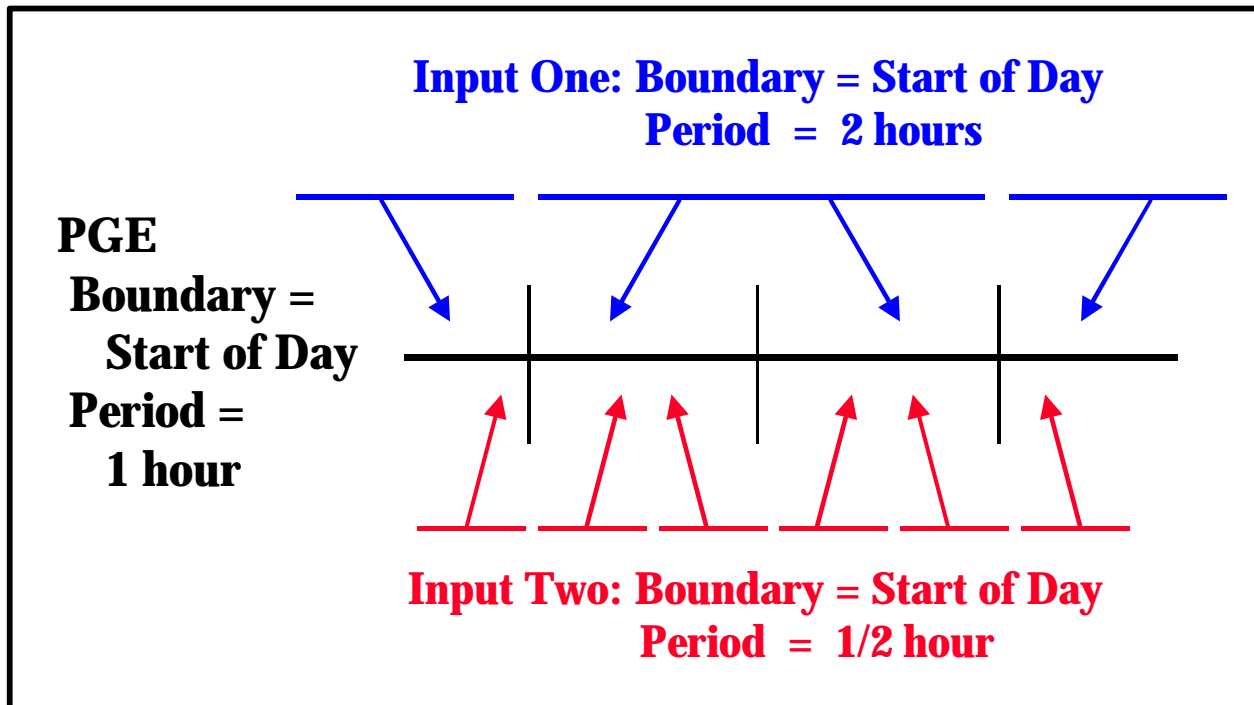 Input One: Boundary = Start of Day
Period = 2 hours
PGE
Boundary =
Start of Day
Period =
1 hour
Input Two: Boundary = Start of Day
Period = 1/2 hour